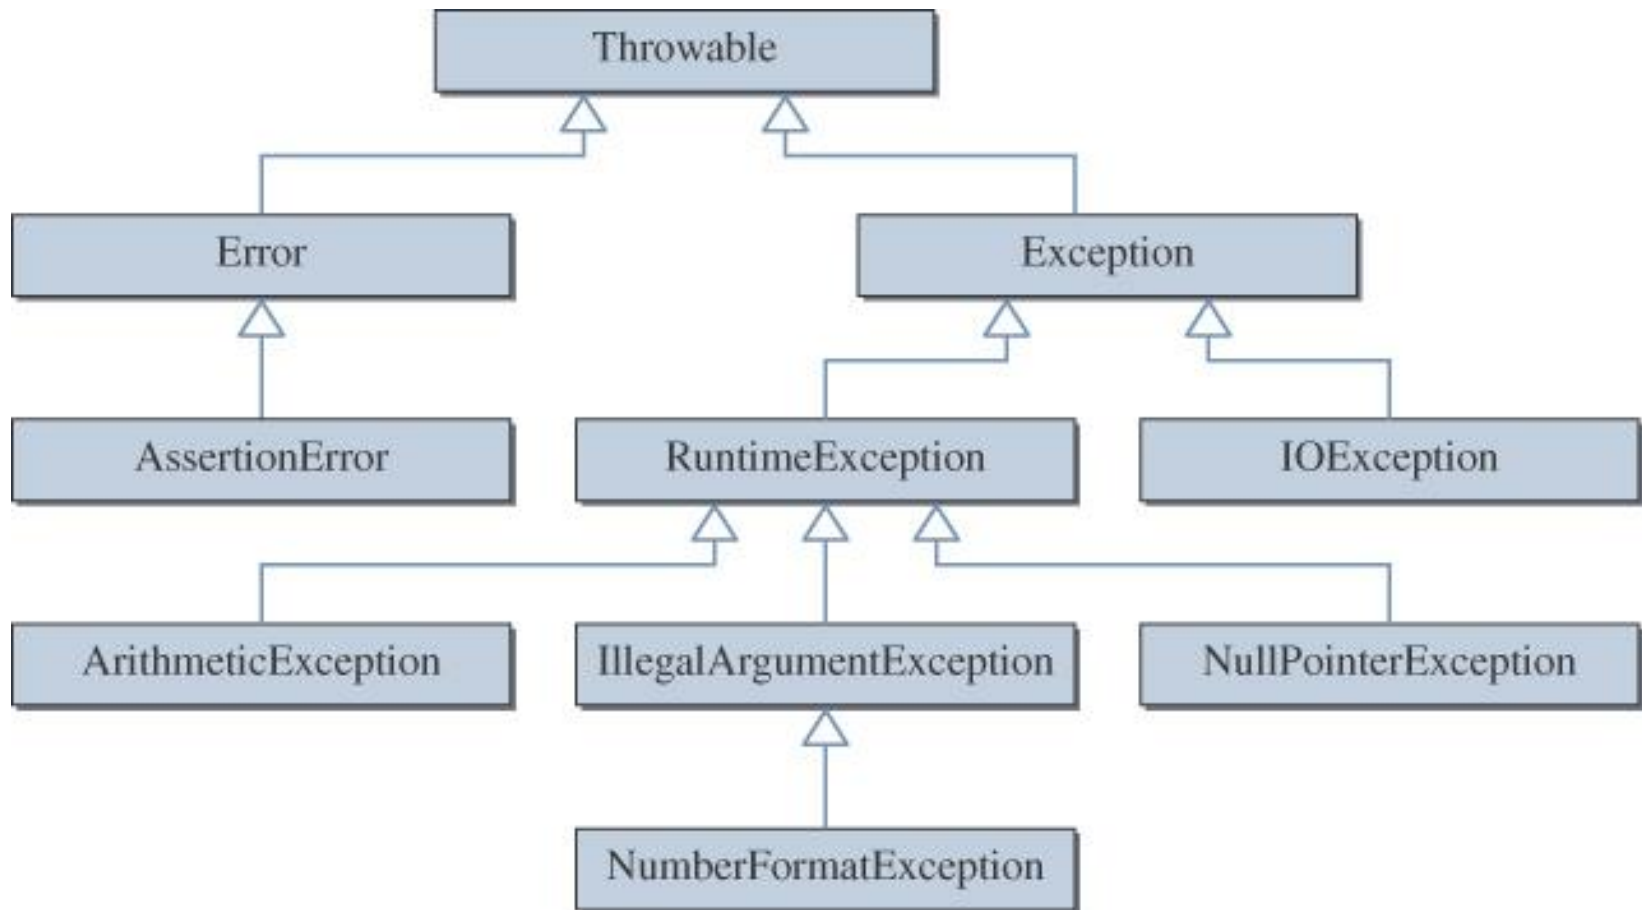 Throwable
Error
Exception
AssertionError
RuntimeException
IOException
ArithmeticException
IllegalArgumentException
NullPointerException
NumberFormatException